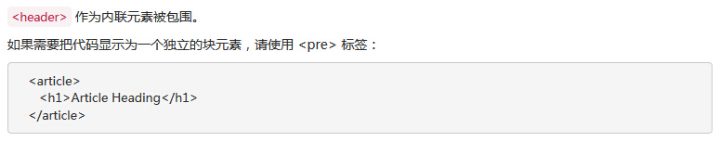 <header> 作为内联元素被包围。
如果需要把代码显示为一个独立的块元素，请使用 <pre> 标签：
<article>
<h1>Article Heading</h1>
</article>